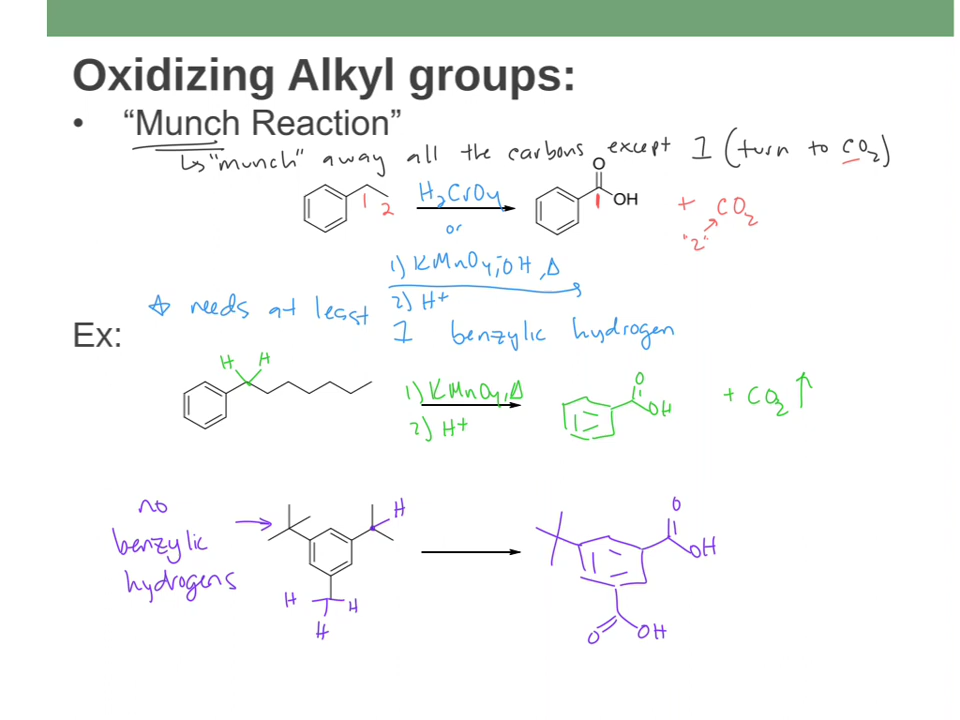 Oxidizing Alkyl groups:
• “Munch Reaction”
↳ "munch" away all the carbons except 1 (turn to CO2)
O
OH
1 2
H2CrO4
or
1) KMnO4, ⁻OH, Δ
2) H+
1
+ CO2
"2"
☆ needs at least 1 benzylic hydrogen
Ex:
H H
1) KMnO4, Δ
2) H+
O
OH
+ CO2 ↑
no benzylic hydrogens
H
H H
H
O
OH
O OH